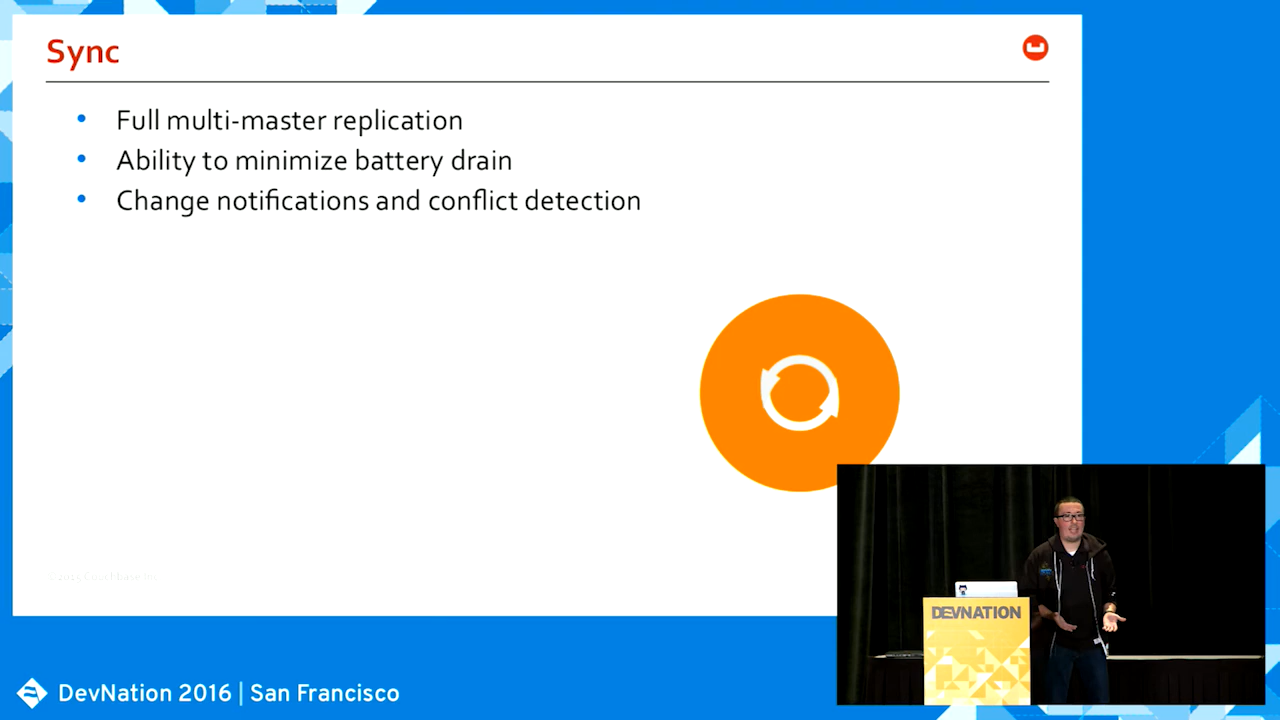 Sync
• Full multi-master replication
• Ability to minimize battery drain
• Change notifications and conflict detection
DEVNATION
DevNation 2016 | San Francisco